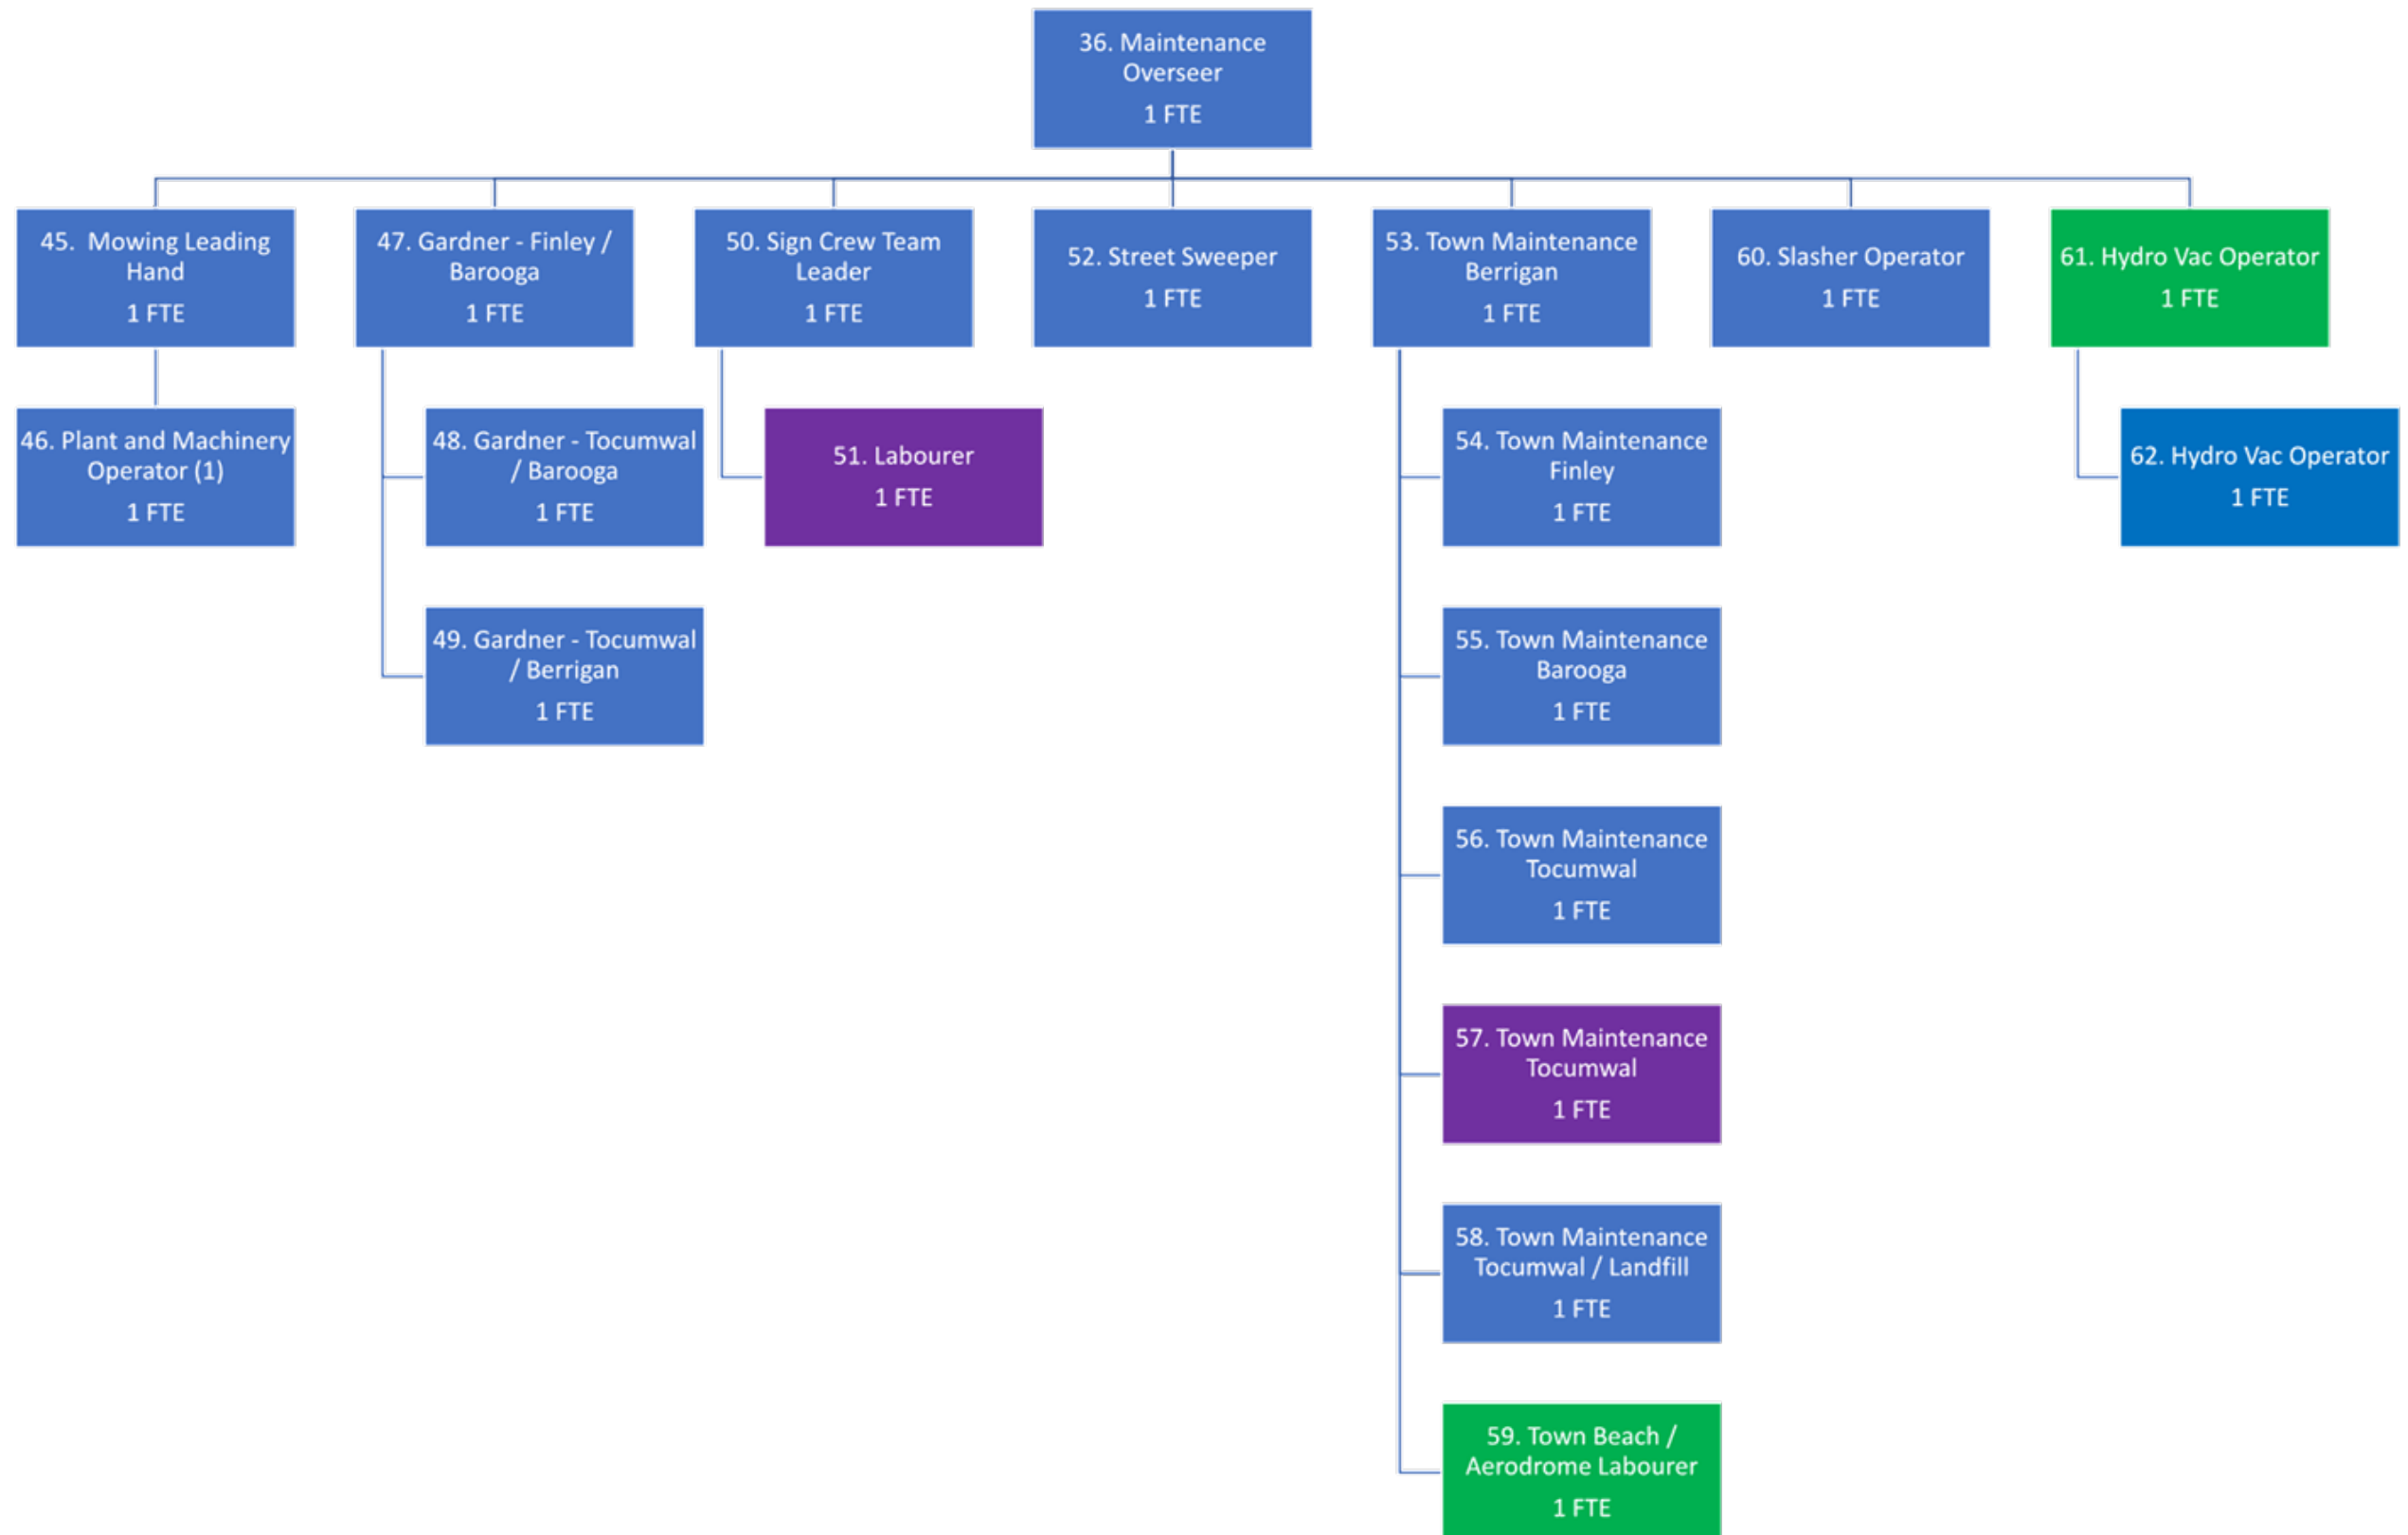 36. Maintenance
Overseer
1 FTE
45.  Mowing Leading
Hand
1 FTE
47. Gardner - Finley /
Barooga
1 FTE
50. Sign Crew Team
Leader
1 FTE
52. Street Sweeper
1 FTE
53. Town Maintenance
Berrigan
1 FTE
60. Slasher Operator
1 FTE
61. Hydro Vac Operator
1 FTE
46. Plant and Machinery
Operator (1)
1 FTE
48. Gardner - Tocumwal
/ Barooga
1 FTE
51. Labourer
1 FTE
54. Town Maintenance
Finley
1 FTE
62. Hydro Vac Operator
1 FTE
49. Gardner - Tocumwal
/ Berrigan
1 FTE
55. Town Maintenance
Barooga
1 FTE
56. Town Maintenance
Tocumwal
1 FTE
57. Town Maintenance
Tocumwal
1 FTE
58. Town Maintenance
Tocumwal / Landfill
1 FTE
59. Town Beach /
Aerodrome Labourer
1 FTE